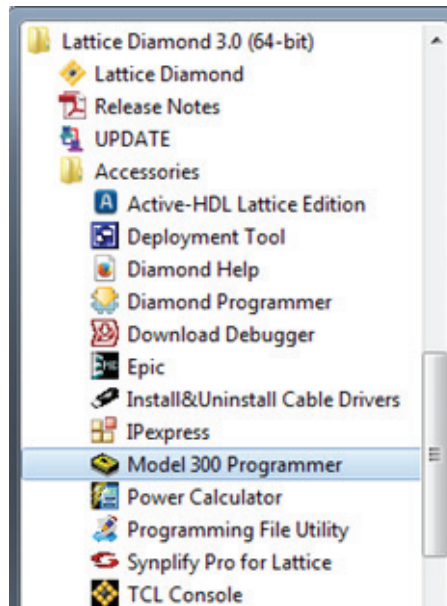 Lattice Diamond 3.0 (64-bit)
Lattice Diamond
Release Notes
UPDATE
Accessories
Active-HDL Lattice Edition
Deployment Tool
Diamond Help
Diamond Programmer
Download Debugger
Epic
Install&Uninstall Cable Drivers
IPexpress
Model 300 Programmer
Power Calculator
Programming File Utility
Synplify Pro for Lattice
TCL Console